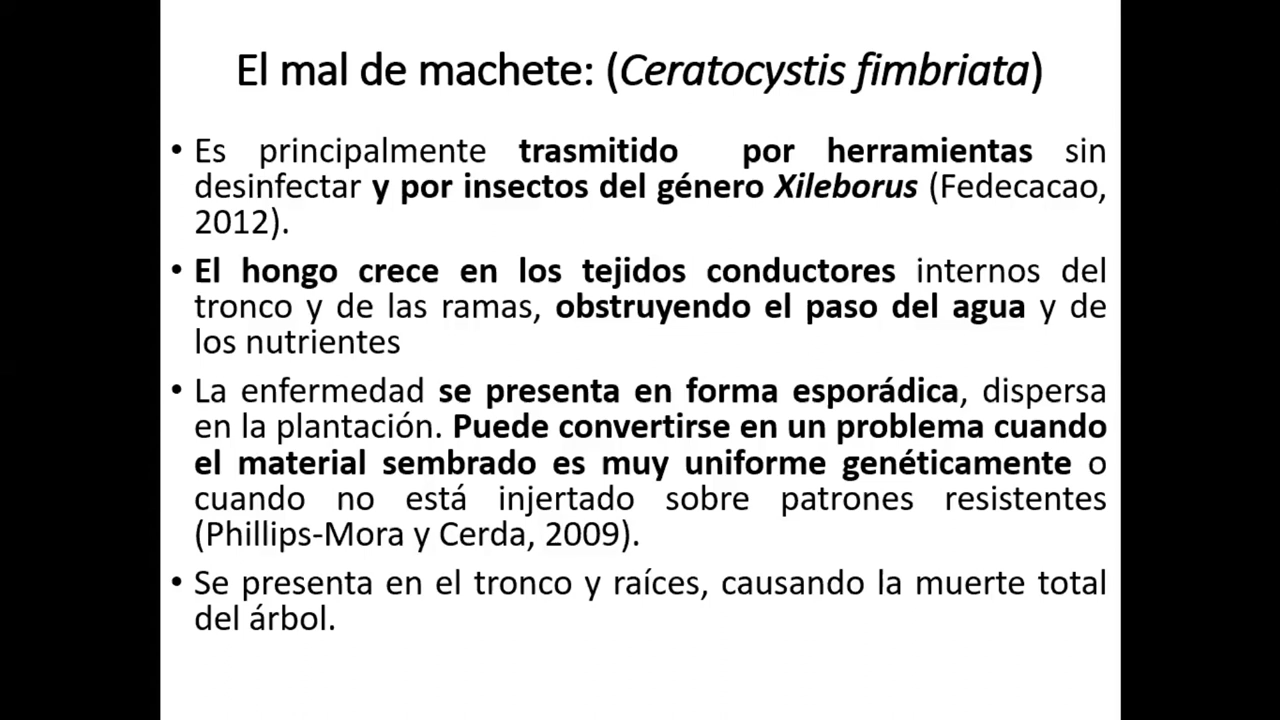 El mal de machete: (Ceratocystis fimbriata)
• Es principalmente trasmitido por herramientas sin
desinfectar y por insectos del género Xileborus (Fedecacao,
2012).
• El hongo crece en los tejidos conductores internos del
tronco y de las ramas, obstruyendo el paso del agua y de
los nutrientes
• La enfermedad se presenta en forma esporádica, dispersa
en la plantación. Puede convertirse en un problema cuando
el material sembrado es muy uniforme genéticamente o
cuando no está injertado sobre patrones resistentes
(Phillips-Mora y Cerda, 2009).
• Se presenta en el tronco y raíces, causando la muerte total
del árbol.